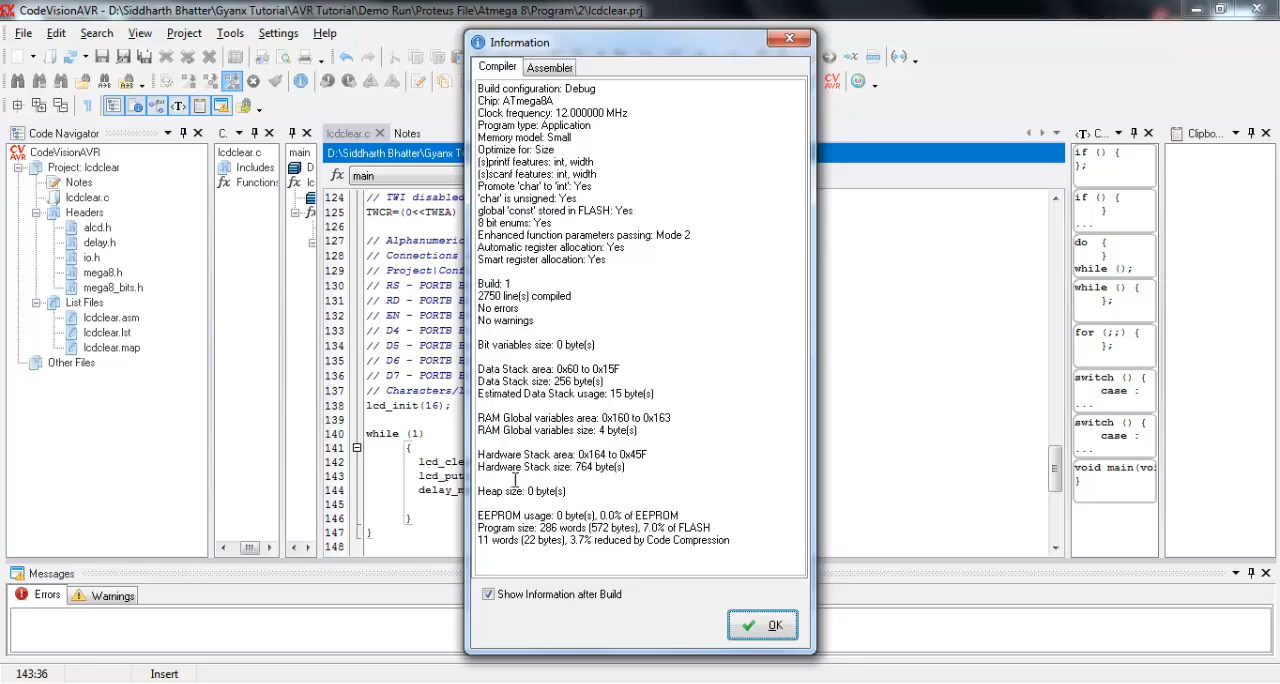 CodeVisionAVR - D:\Siddharth Bhatter\Gyanx Tutorial\AVR Tutorial\Demo Run\Proteus File\Atmega 8\Program\2\lcdclear.prj
File Edit Search View Project Tools Settings Help
Information
Compiler Assembler
Build configuration: Debug
Chip: ATmega8A
Clock frequency: 12.000000 MHz
Program type: Application
Memory model: Small
Optimize for: Size
(s)printf features: int, width
(s)scanf features: int, width
Promote 'char' to 'int': Yes
'char' is unsigned: Yes
global 'const' stored in FLASH: Yes
8 bit enums: Yes
Enhanced function parameters passing: Mode 2
Automatic register allocation: Yes
Smart register allocation: Yes
Build: 1
2750 line(s) compiled
No errors
No warnings
Bit variables size: 0 byte(s)
Data Stack area: 0x60 to 0x15F
Data Stack size: 256 byte(s)
Estimated Data Stack usage: 15 byte(s)
RAM Global variables area: 0x160 to 0x163
RAM Global variables size: 4 byte(s)
Hardware Stack area: 0x164 to 0x45F
Hardware Stack size: 764 byte(s)
Heap size: 0 byte(s)
EEPROM usage: 0 byte(s), 0.0% of EEPROM
Program size: 286 words (572 bytes), 7.0% of FLASH
11 words (22 bytes), 3.7% reduced by Code Compression
Show Information after Build
OK
Code Navigator
CodeVisionAVR
Project: lcdclear
Notes
lcdclear.c
Headers
alcd.h
delay.h
io.h
mega8.h
mega8_bits.h
List Files
lcdclear.asm
lcdclear.lst
lcdclear.map
Other Files
C.
lcdclear.c
Includes
Function
main
D
lc
lcdclear.c Notes
D:\Siddharth Bhatter\Gyanx T
main
124 // TWI disabled
125 TWCR=(0<<TWEA)
126
127 // Alphanumeric
128 // Connections
129 // Project|Conf
130 // RS - PORTB B
131 // RD - PORTB B
132 // EN - PORTB B
133 // D4 - PORTB B
134 // D5 - PORTB B
135 // D6 - PORTB B
136 // D7 - PORTB B
137 // Characters/l
138 lcd_init(16);
139
140 while (1)
141 {
142 lcd_cle
143 lcd_put
144 delay_m
145
146 }
147 }
148
<T> C...
if () {
};
if () {
}
...
do {
}
while ();
while () {
};
for (;;) {
};
switch () {
case :
...
switch () {
case :
...
void main(voi
}
Clipbo...
Messages
Errors Warnings
143:36 Insert